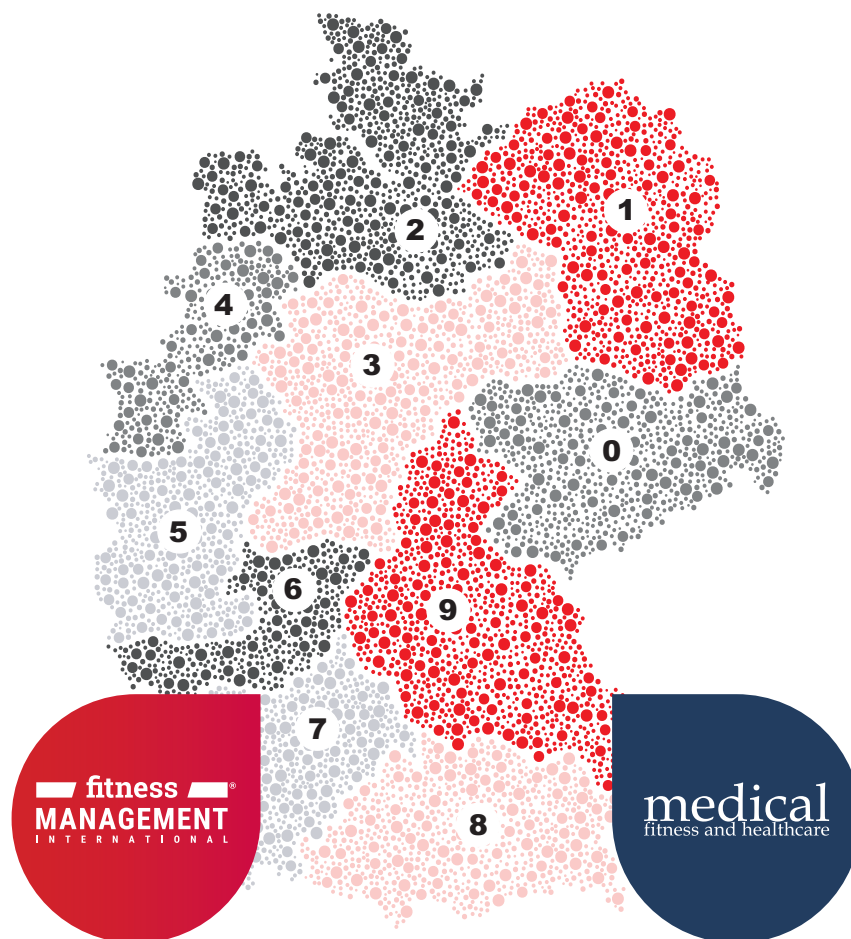 1
2
4
3
0
5
6
9
7
8
fitness ®
MANAGEMENT
INTERNATIONAL
medical
fitness and healthcare